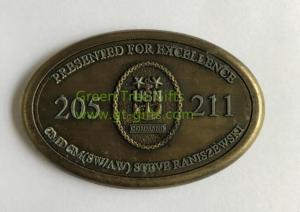 PRESENTED FOR EXCELLENCE
205
USN
COMMAND
211
CMDCM(SW/AW) STEVE RANISZEWSKI
Green Trust Gifts
www.gt-gifts.com